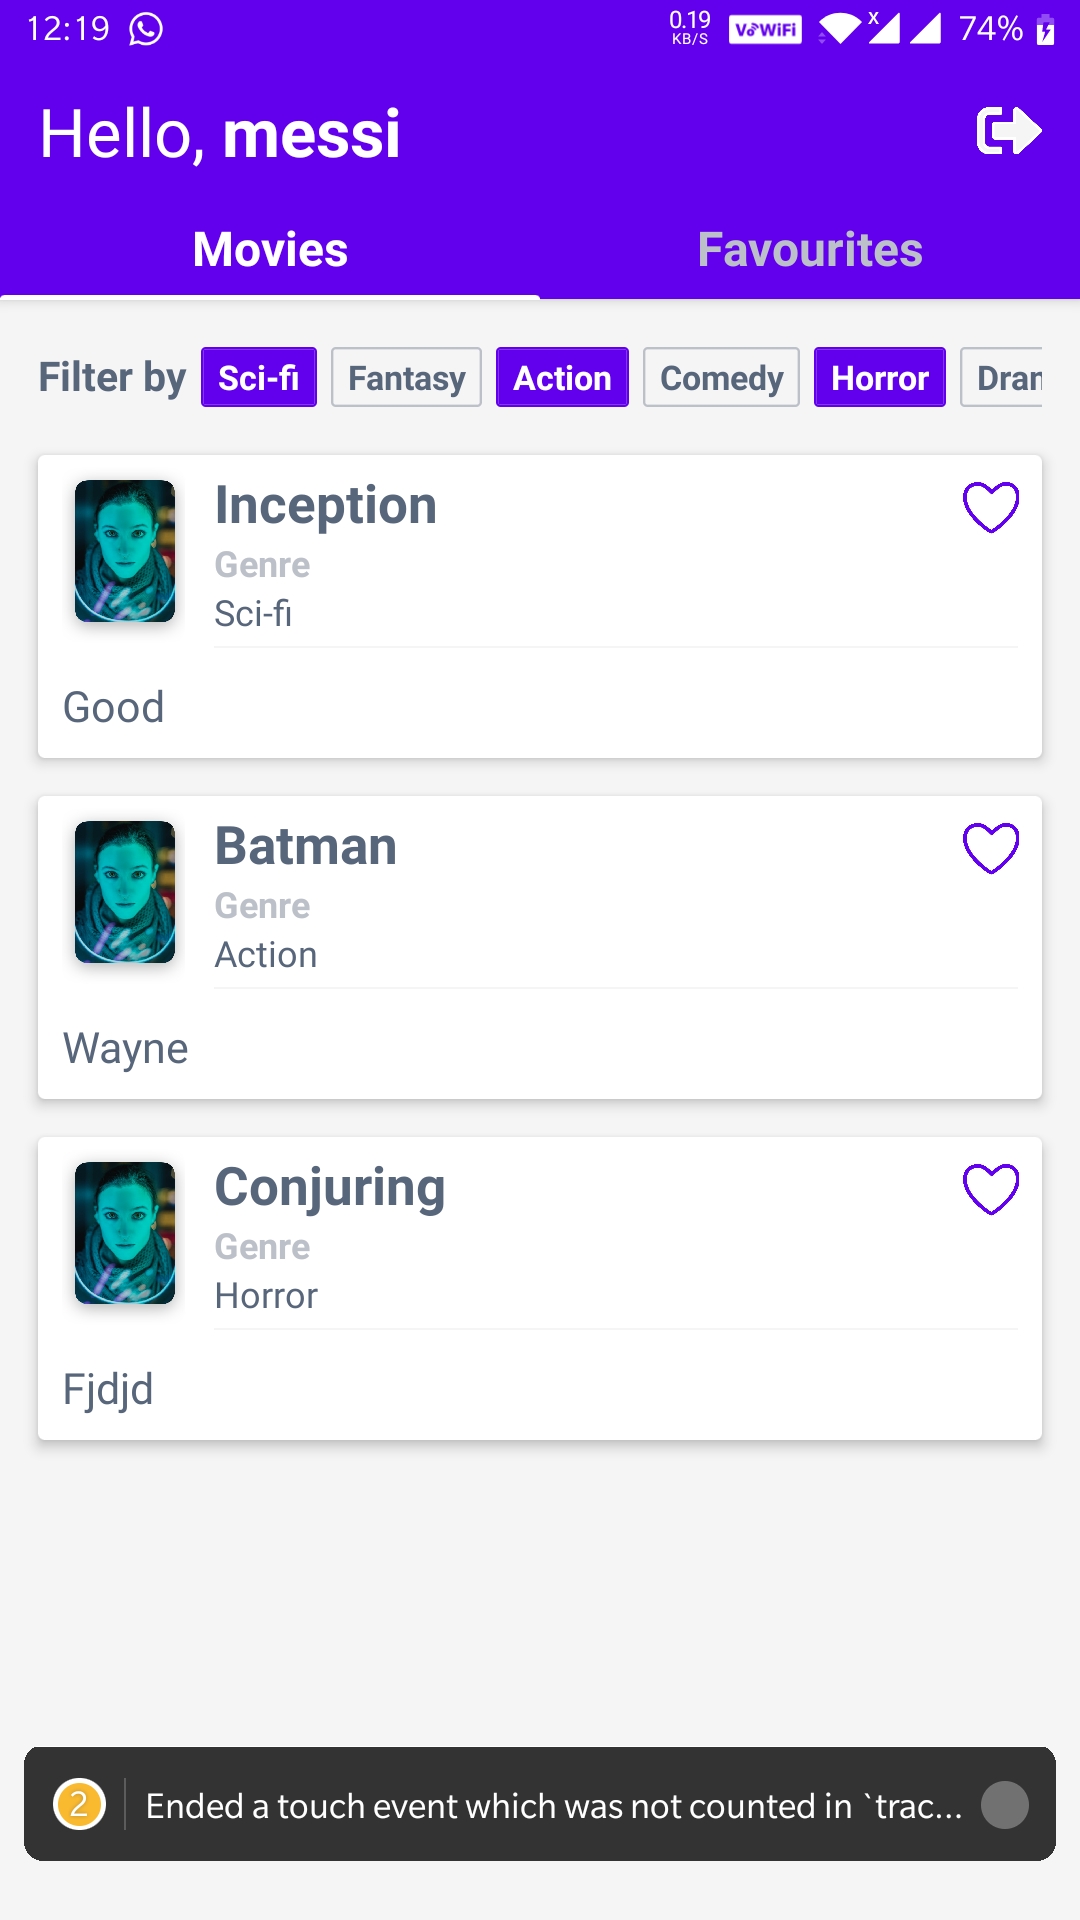 12:19 0.19 KB/S VoWiFi x 74%
Hello, messi
Movies Favourites
Filter by Sci-fi Fantasy Action Comedy Horror Dram
Inception
Genre
Sci-fi
Good
Batman
Genre
Action
Wayne
Conjuring
Genre
Horror
Fjdjd
2 Ended a touch event which was not counted in `trac...